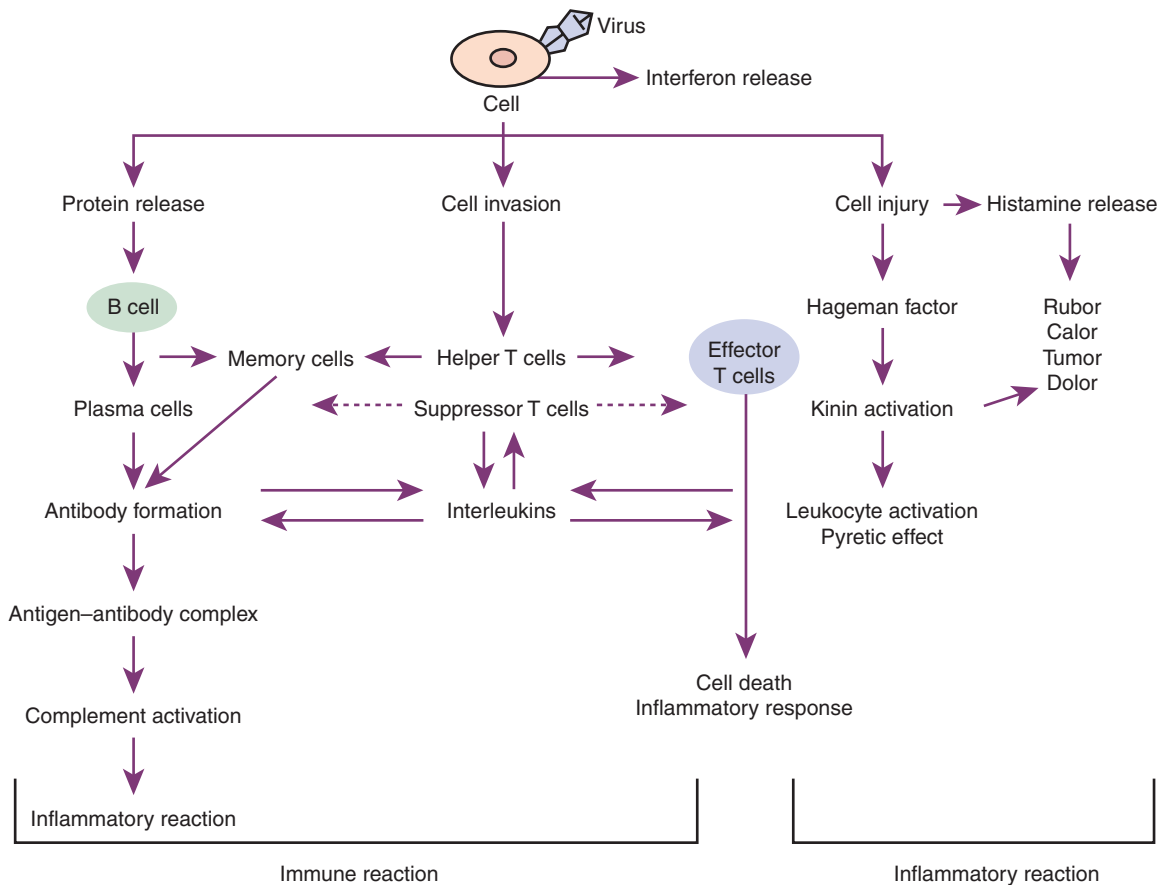 Virus
Interferon release
Cell
Protein release
Cell invasion
Cell injury
Histamine release
B cell
Hageman factor
Rubor
Calor
Tumor
Dolor
Memory cells
Helper T cells
Effector
T cells
Plasma cells
Suppressor T cells
Kinin activation
Antibody formation
Interleukins
Leukocyte activation
Pyretic effect
Antigen–antibody complex
Cell death
Inflammatory response
Complement activation
Inflammatory reaction
Immune reaction
Inflammatory reaction